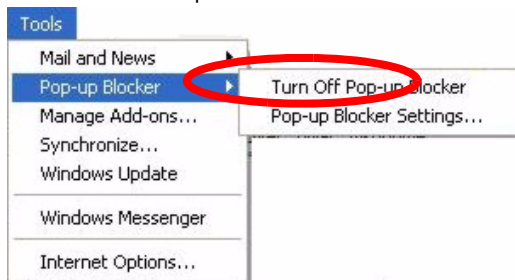 Tools
Mail and News
Pop-up Blocker
Turn Off Pop-up Blocker
Manage Add-ons...
Pop-up Blocker Settings...
Synchronize...
Windows Update
Windows Messenger
Internet Options...